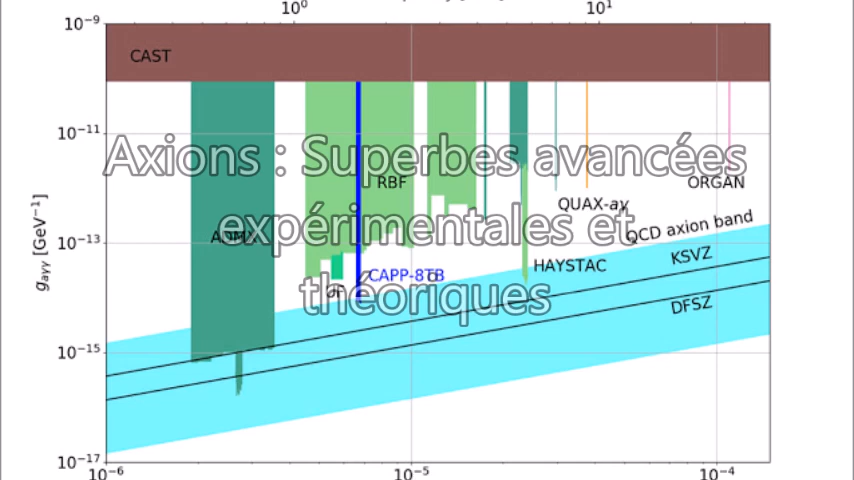 10⁰ 10¹
10⁻⁹
CAST
10⁻¹¹
Axions : Superbes avancées
RBF
ORGAN
QUAX-aγ
expérimentales et
ADMX
QCD axion band
10⁻¹³
KSVZ
HAYSTAC
CAPP-8TB
UF
théoriques
DFSZ
10⁻¹⁵
10⁻¹⁷
10⁻⁶ 10⁻⁵ 10⁻⁴
g_aγγ [GeV⁻¹]